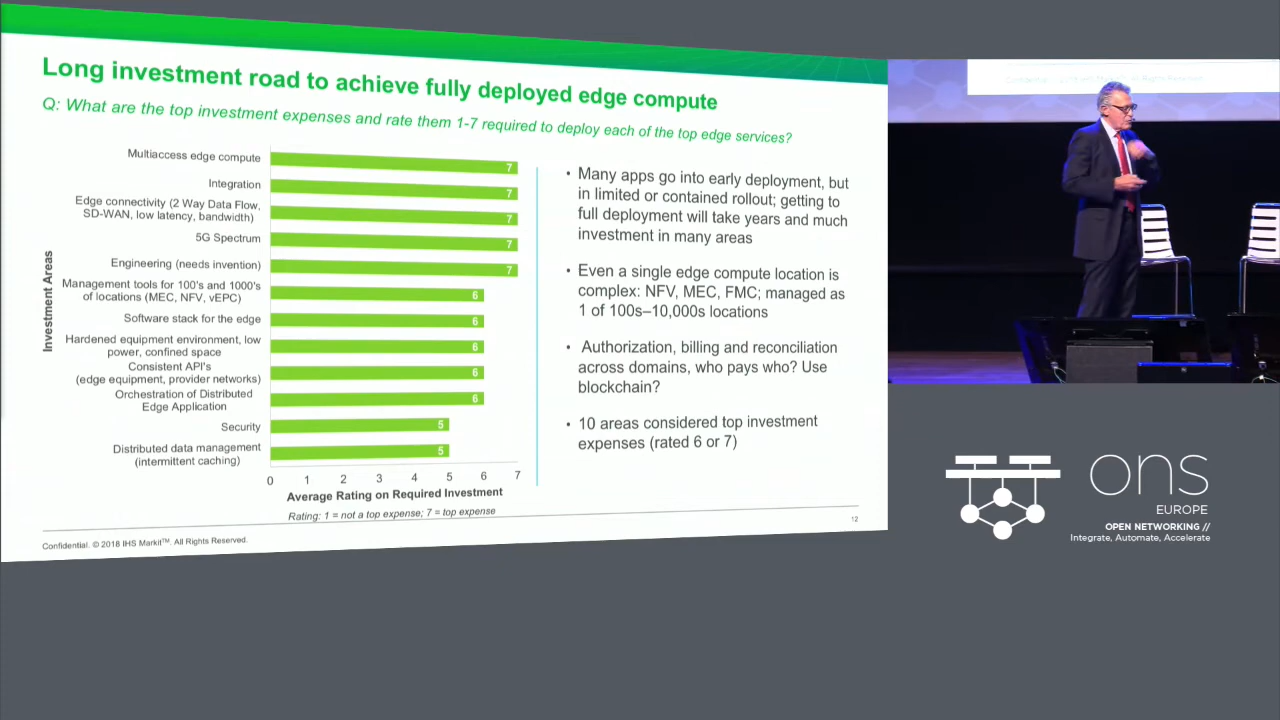 Long investment road to achieve fully deployed edge compute
Q: What are the top investment expenses and rate them 1-7 required to deploy each of the top edge services?
Investment Areas
Multiaccess edge compute
7
Integration
7
Edge connectivity (2 Way Data Flow,
SD-WAN, low latency, bandwidth)
7
5G Spectrum
7
Engineering (needs invention)
7
Management tools for 100's and 1000's
of locations (MEC, NFV, vEPC)
6
Software stack for the edge
6
Hardened equipment environment, low
power, confined space
6
Consistent API's
(edge equipment, provider networks)
6
Orchestration of Distributed
Edge Application
6
Security
5
Distributed data management
(intermittent caching)
5
0 1 2 3 4 5 6 7
Average Rating on Required Investment
Rating: 1 = not a top expense; 7 = top expense
• Many apps go into early deployment, but
in limited or contained rollout; getting to
full deployment will take years and much
investment in many areas
• Even a single edge compute location is
complex: NFV, MEC, FMC; managed as
1 of 100s–10,000s locations
• Authorization, billing and reconciliation
across domains, who pays who? Use
blockchain?
• 10 areas considered top investment
expenses (rated 6 or 7)
Confidential. © 2018 IHS Markit™. All Rights Reserved.
12
ons
EUROPE
OPEN NETWORKING //
Integrate, Automate, Accelerate